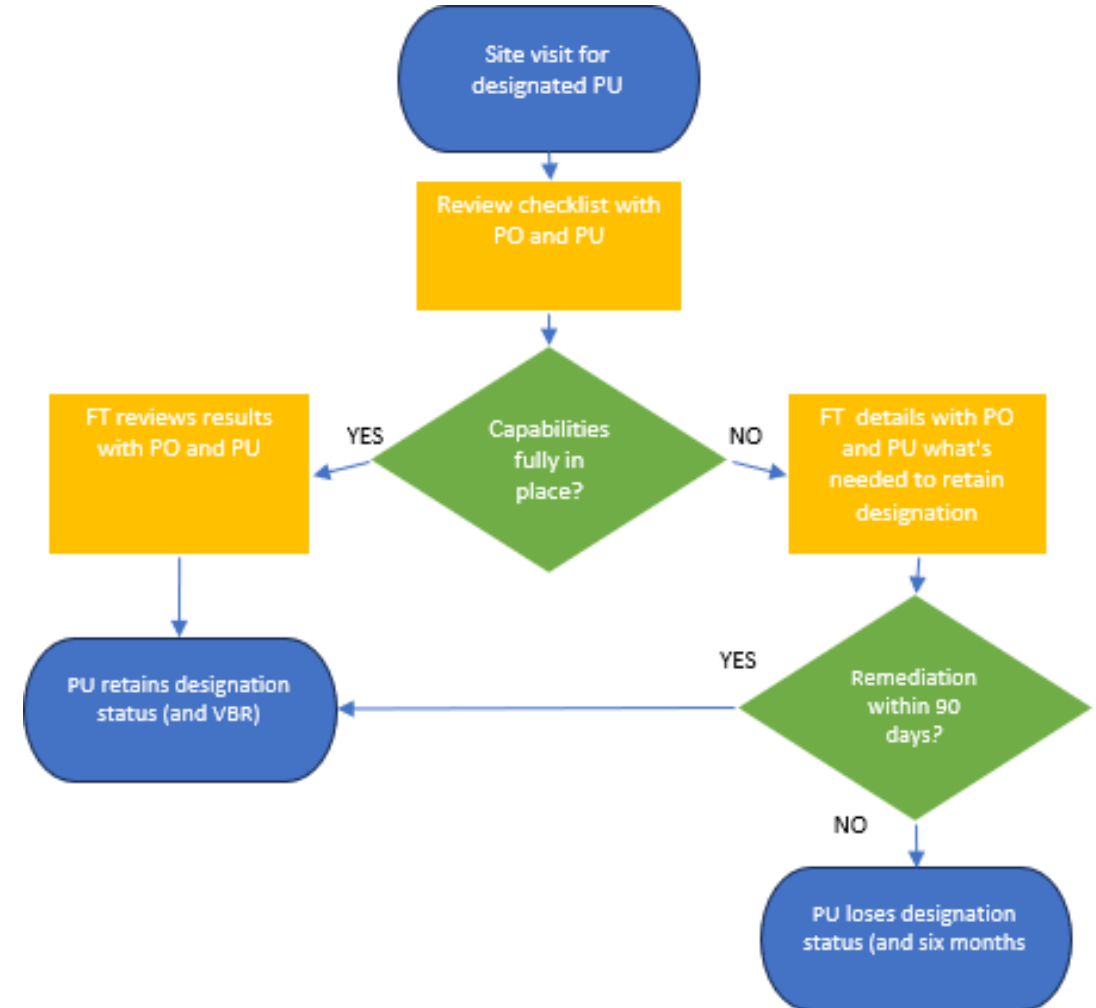 Site visit for
designated PU
Review checklist with
PO and PU
FT reviews results
with PO and PU
YES
Capabilities
fully in
place?
NO
FT details with PO
and PU what's
needed to retain
designation
PU retains designation
status (and VBR)
YES
Remediation
within 90
days?
NO
PU loses designation
status (and six months